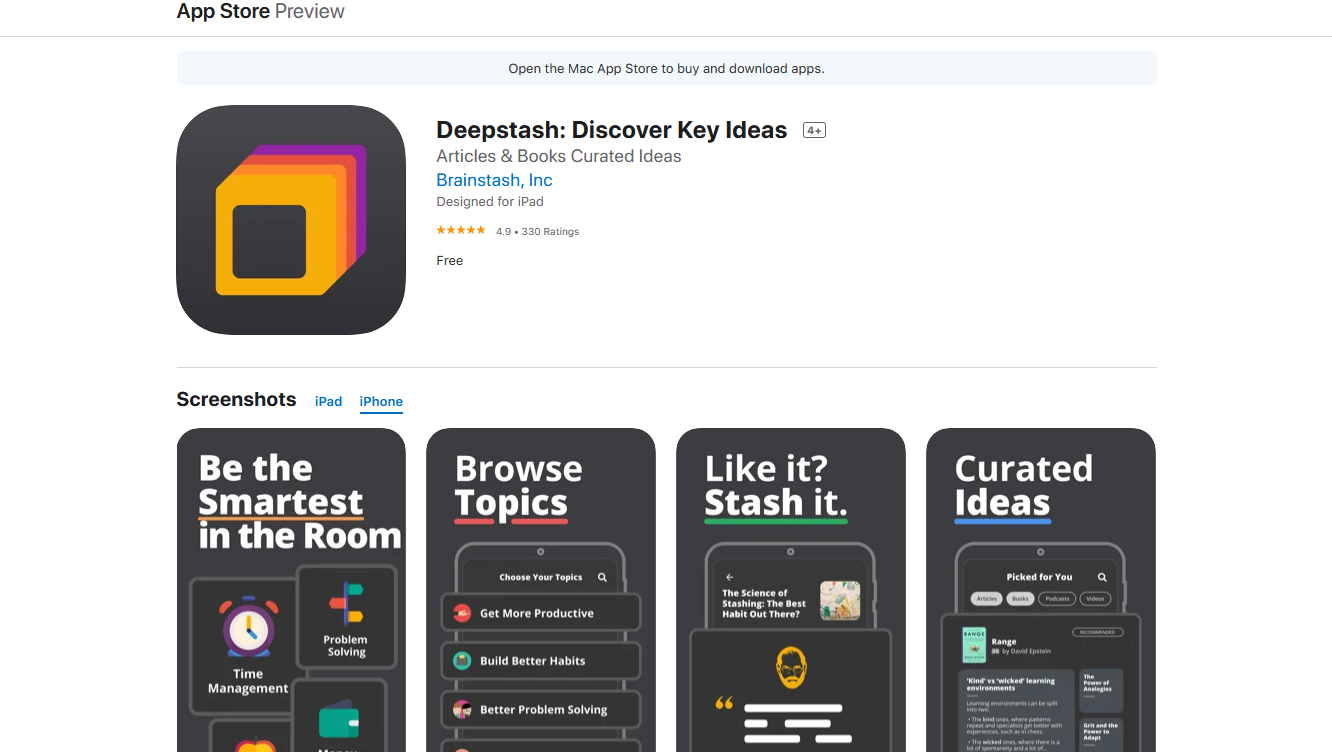 App Store Preview
Open the Mac App Store to buy and download apps.
Deepstash: Discover Key Ideas 4+
Articles & Books Curated Ideas
Brainstash, Inc
Designed for iPad
4.9 • 330 Ratings
Free
Screenshots iPad iPhone
Be the
Smartest
in the Room
Time
Management
Problem
Solving
Browse
Topics
Choose Your Topics
Get More Productive
Build Better Habits
Better Problem Solving
Like it?
Stash it.
The Science of
Stashing: The Best
Habit Out There?
Curated
Ideas
Picked for You
Articles Books Podcasts Videos
RECOMMENDED
RANGE
Range
by David Epstein
'Kind' vs 'wicked' learning
environments
Learning environments can be split
into two:
• The kind ones, where patterns
repeat and specialists get better with
experiences, such as in chess.
• The wicked ones, where there is a
lot of spontaneity and a lot of...
The
Power of
Analogies
Grit and the
Power to
Adapt